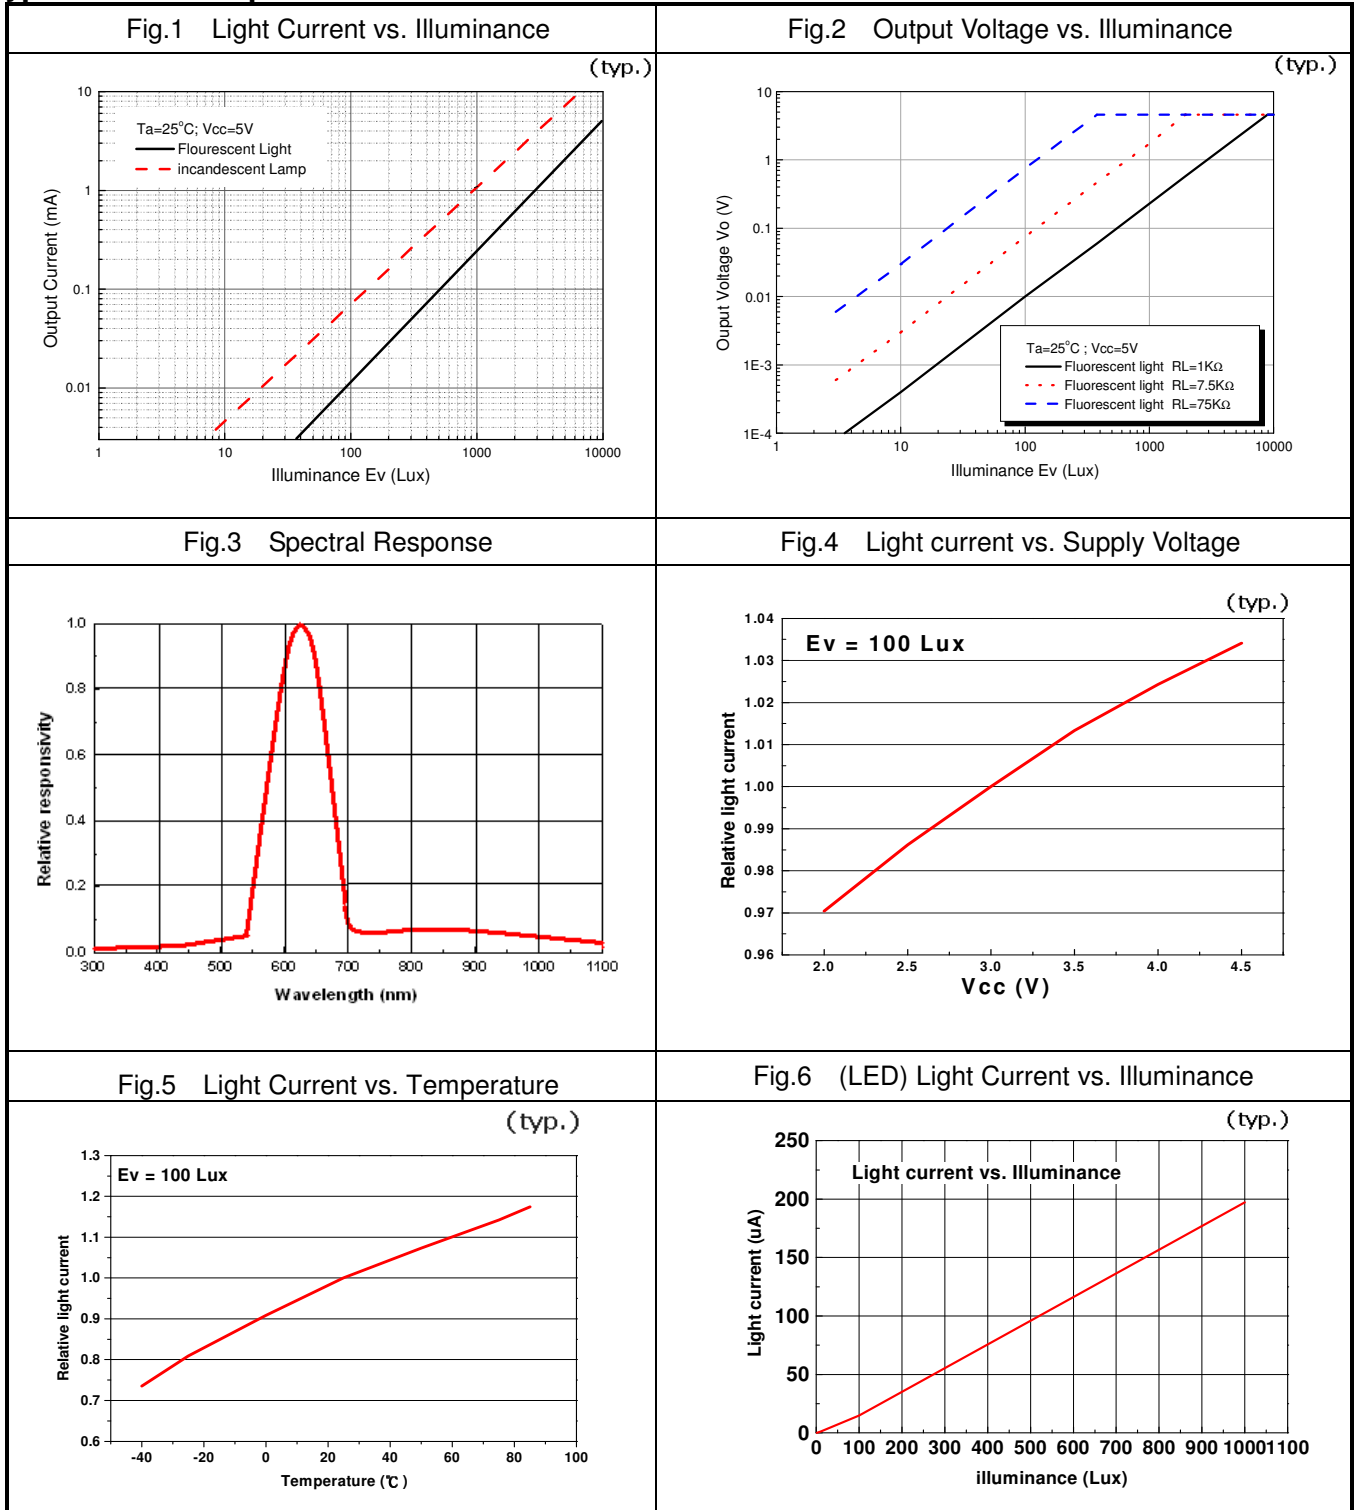 Fig.1 Light Current vs. Illuminance
(typ.)
10
1
0.1
0.01
Ta=25°C; Vcc=5V
Flourescent Light
incandescent Lamp
Output Current (mA)
1 10 100 1000 10000
Illuminance Ev (Lux)
Fig.2 Output Voltage vs. Illuminance
(typ.)
10
1
0.1
0.01
1E-3
1E-4
Ouput Voltage Vo (V)
Ta=25°C ; Vcc=5V
Fluorescent light RL=1KΩ
Fluorescent light RL=7.5KΩ
Fluorescent light RL=75KΩ
1 10 100 1000 10000
Illuminance Ev (Lux)
Fig.3 Spectral Response
1.0
0.8
0.6
0.4
0.2
0.0
Relative responsivity
300 400 500 600 700 800 900 1000 1100
Wavelength (nm)
Fig.4 Light current vs. Supply Voltage
(typ.)
Ev = 100 Lux
1.04
1.03
1.02
1.01
1.00
0.99
0.98
0.97
0.96
Relative light current
2.0 2.5 3.0 3.5 4.0 4.5
Vcc (V)
Fig.5 Light Current vs. Temperature
(typ.)
Ev = 100 Lux
1.3
1.2
1.1
1.0
0.9
0.8
0.7
0.6
Relative light current
-40 -20 0 20 40 60 80 100
Temperature (℃)
Fig.6 (LED) Light Current vs. Illuminance
(typ.)
Light current vs. Illuminance
250
200
150
100
50
0
Light current (uA)
0 100 200 300 400 500 600 700 800 900 1000 1100
illuminance (Lux)